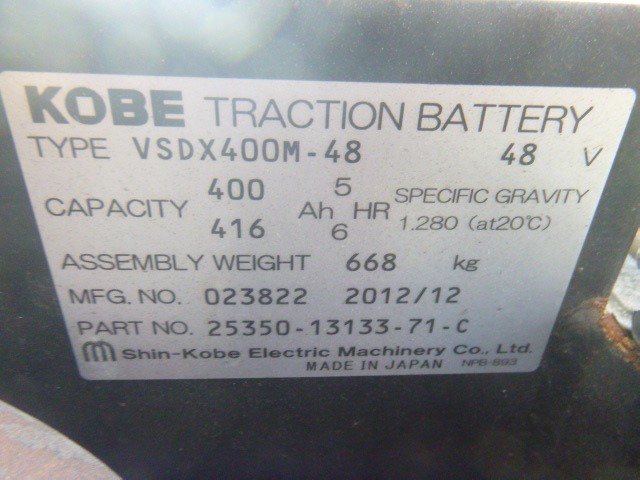 KOBE TRACTION BATTERY
TYPE VSDX400M-48 48 V
CAPACITY 400 416 Ah 5 6 HR SPECIFIC GRAVITY 1.280 (at20℃)
ASSEMBLY WEIGHT 668 kg
MFG. NO. 023822 2012/12
PART NO. 25350-13133-71-C
Shin-Kobe Electric Machinery Co., Ltd.
MADE IN JAPAN NPB-893